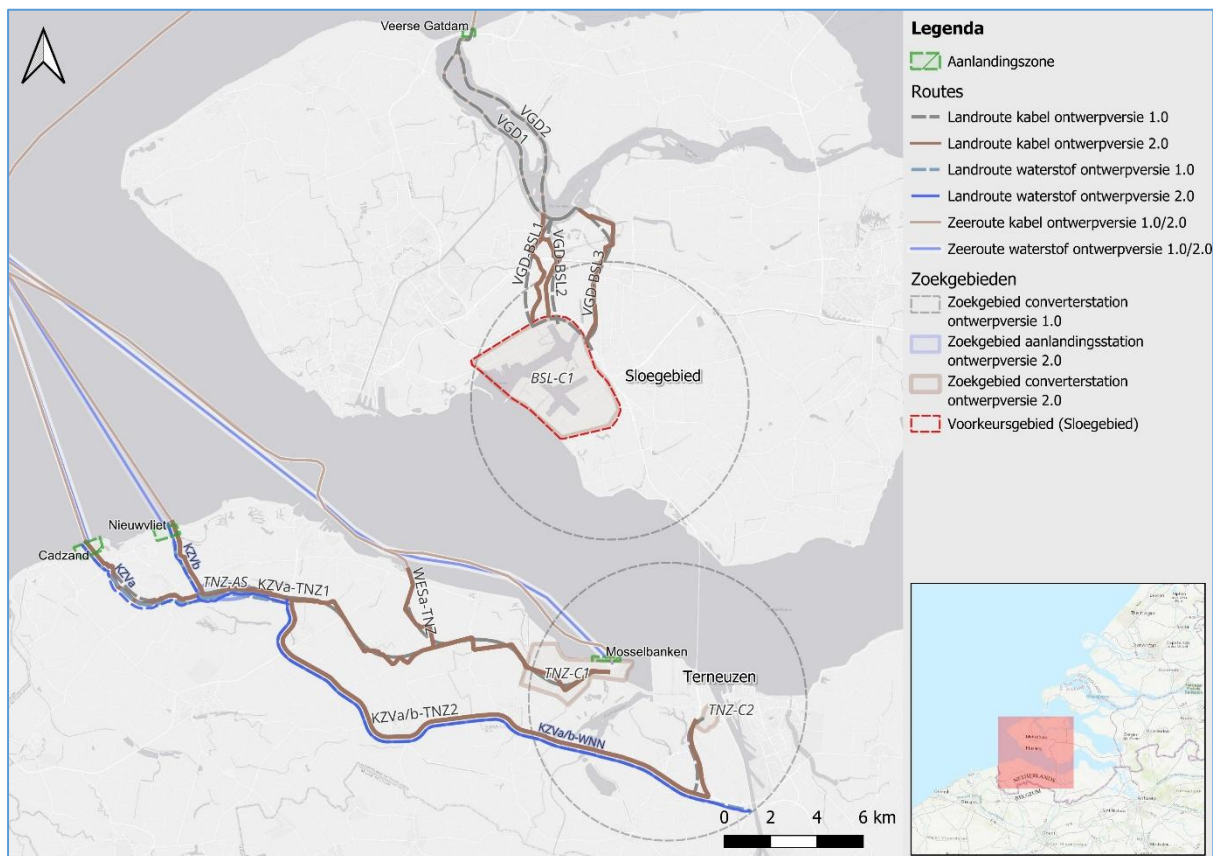 Veerse Gatdam
VGD2
VGD1
VGD-BSL1
VGD-BSL2
VGD-BSL3
BSL-C1
Sloegebied
Nieuwvliet
Cadzand
KZVa
KZVb
TNZ-AS
KZVa-TNZ1
WESa-TNZ
Mosselbanken
TNZ-C1
Terneuzen
TNZ-C2
KZVa/b-TNZ2
KZVa/b-WNN
0 2 4 6 km
Legenda
Aanlandingszone
Routes
Landroute kabel ontwerpversie 1.0
Landroute kabel ontwerpversie 2.0
Landroute waterstof ontwerpversie 1.0
Landroute waterstof ontwerpversie 2.0
Zeeroute kabel ontwerpversie 1.0/2.0
Zeeroute waterstof ontwerpversie 1.0/2.0
Zoekgebieden
Zoekgebied converterstation
ontwerpversie 1.0
Zoekgebied aanlandingsstation
ontwerpversie 2.0
Zoekgebied converterstation
ontwerpversie 2.0
Voorkeursgebied (Sloegebied)
NETHERLANDS
BELGIUM